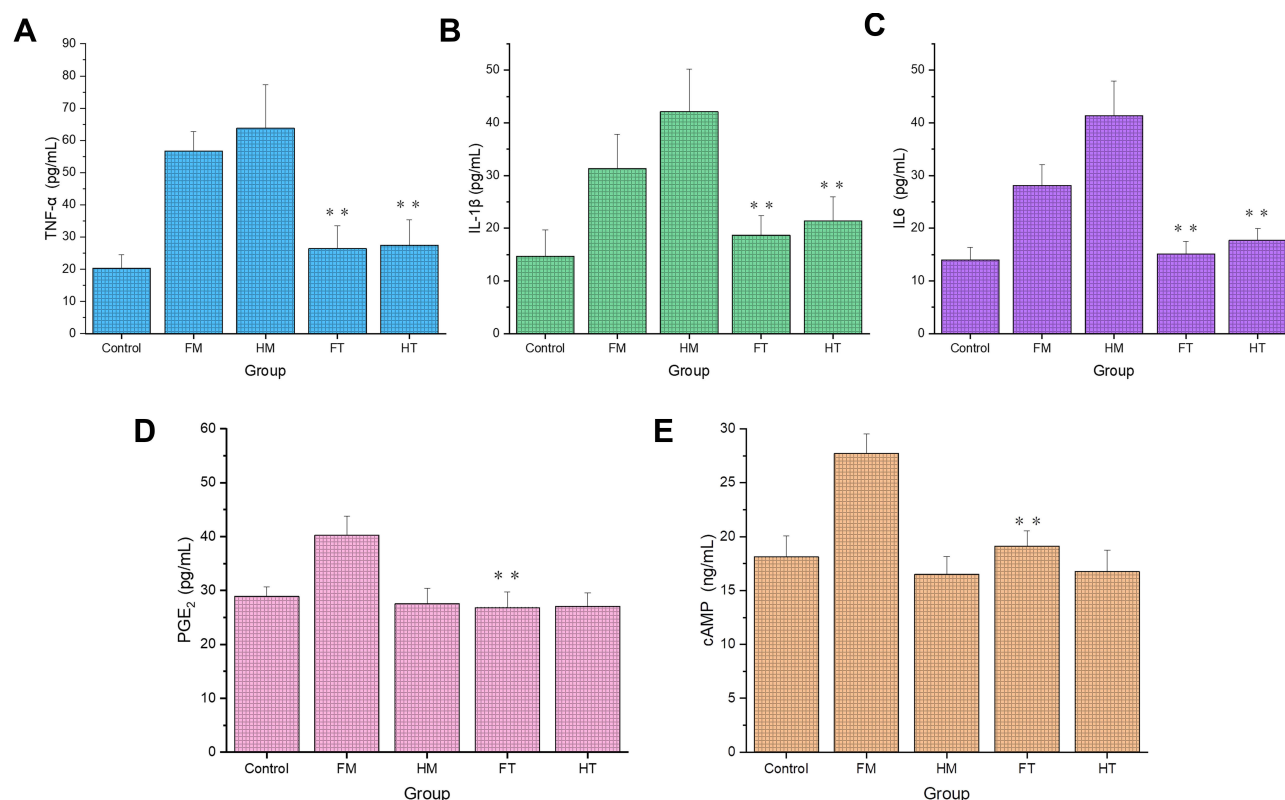 A
TNF-α (pg/mL)
90
80
70
60
50
40
30
20
10
0
** **
Control FM HM FT HT
Group
B
IL-1β (pg/mL)
50
40
30
20
10
0
** **
Control FM HM FT HT
Group
C
IL6 (pg/mL)
50
40
30
20
10
0
** **
Control FM HM FT HT
Group
D
PGE2 (pg/mL)
60
50
40
30
20
10
0
**
Control FM HM FT HT
Group
E
cAMP (ng/mL)
30
25
20
15
10
5
0
**
Control FM HM FT HT
Group